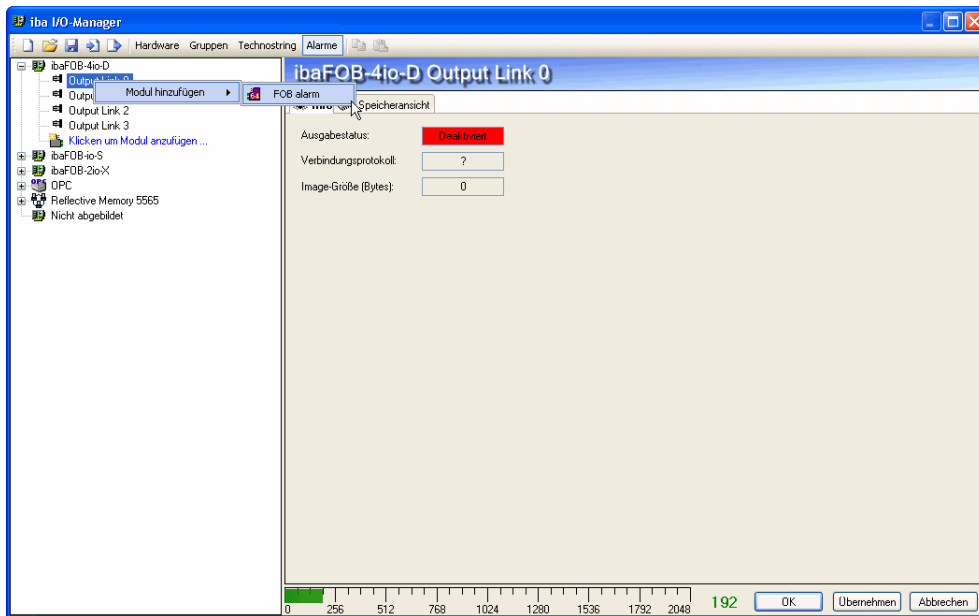 iba I/O-Manager
Hardware Gruppen Technostring Alarme
ibaFOB-4io-D
Output Link 0
Modul hinzufügen
FOB alarm
Output Link 2
Output Link 3
Klicken um Modul anzufügen ...
ibaFOB-io-S
ibaFOB-2io-X
OPC
Reflective Memory 5565
Nicht abgebildet
ibaFOB-4io-D Output Link 0
Info Speicheransicht
Ausgabestatus: Deaktiviert
Verbindungsprotokoll: ?
Image-Größe (Bytes): 0
0 256 512 768 1024 1280 1536 1792 2048
192 OK Übernehmen Abbrechen